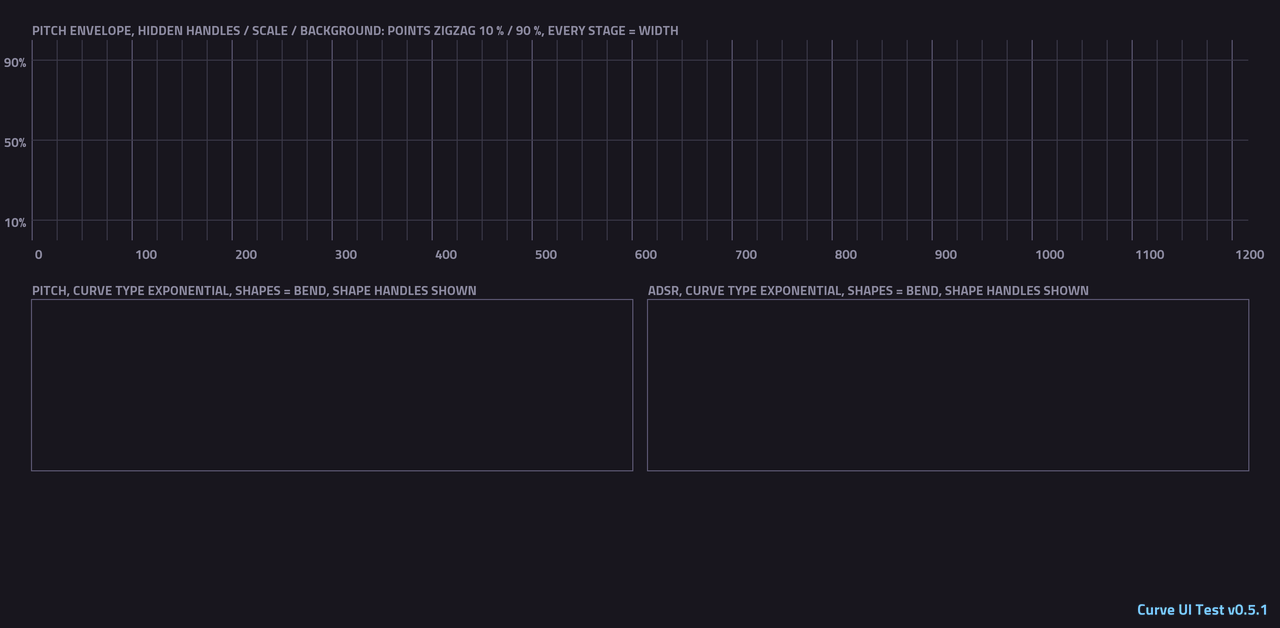 PITCH ENVELOPE, HIDDEN HANDLES / SCALE / BACKGROUND: POINTS ZIGZAG 10 % / 90 %, EVERY STAGE = WIDTH
90%
50%
10%
0 100 200 300 400 500 600 700 800 900 1000 1100 1200
PITCH, CURVE TYPE EXPONENTIAL, SHAPES = BEND, SHAPE HANDLES SHOWN
ADSR, CURVE TYPE EXPONENTIAL, SHAPES = BEND, SHAPE HANDLES SHOWN
Curve UI Test v0.5.1